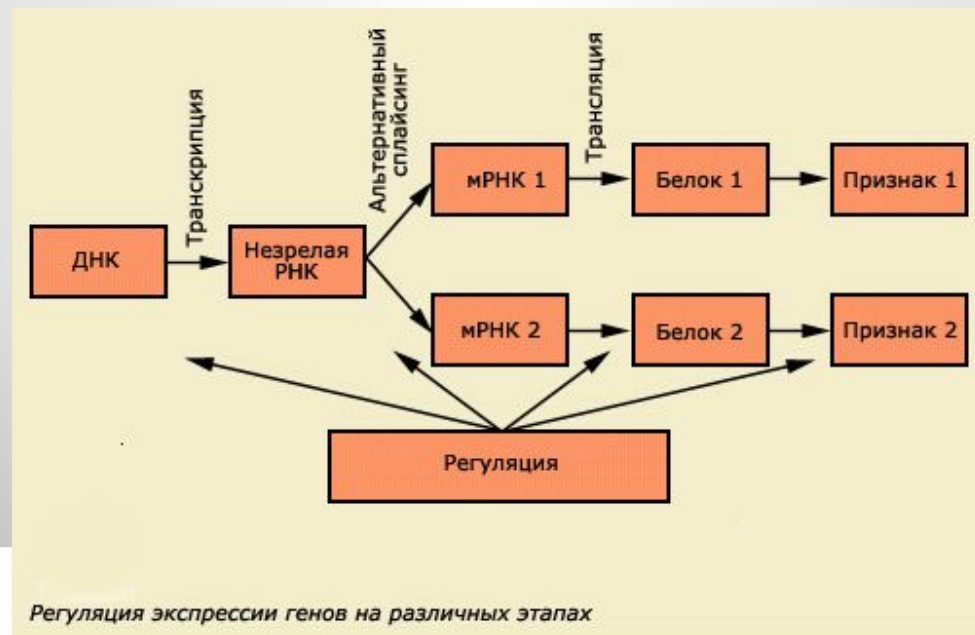 Транскрипция
Альтернативный
сплайсинг
Трансляция
ДНК
Незрелая
РНК
мРНК 1
Белок 1
Признак 1
мРНК 2
Белок 2
Признак 2
Регуляция
Регуляция экспрессии генов на различных этапах